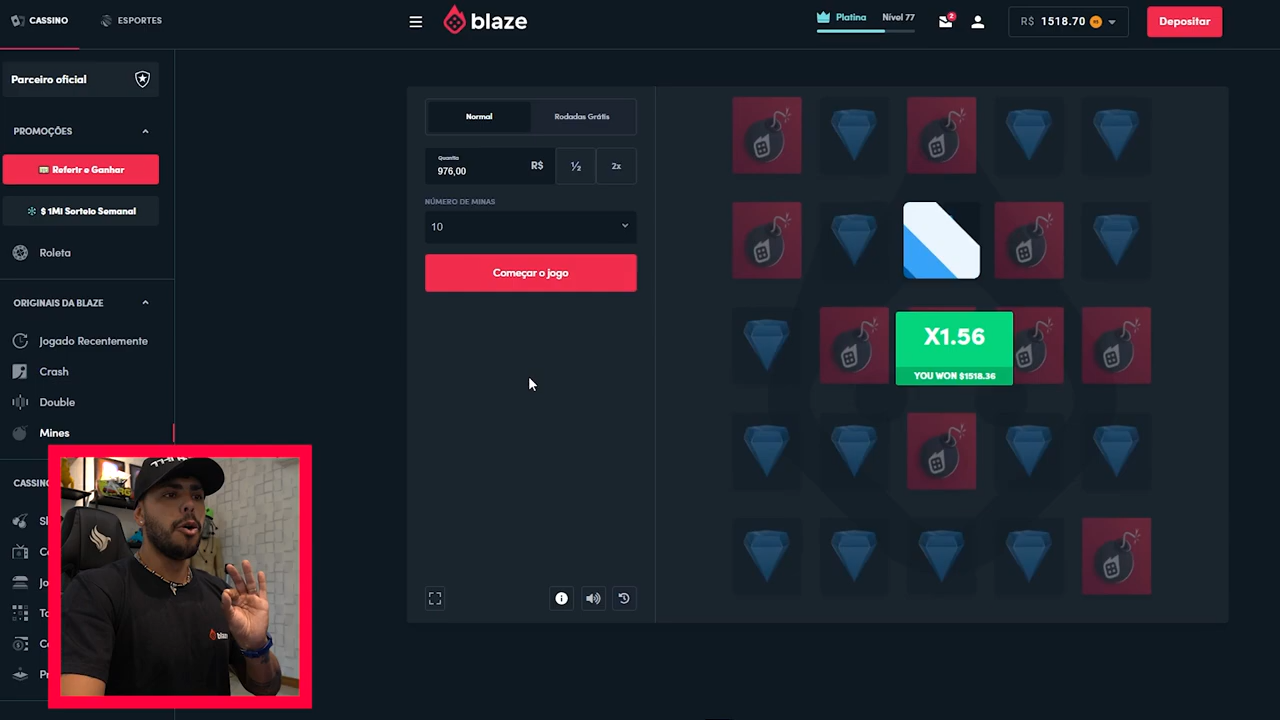 CASSINO
ESPORTES
blaze
Platina
Nível 77
2
R$ 1518.70
R$
Depositar
Parceiro oficial
PROMOÇÕES
Referir e Ganhar
$ 1Mi Sorteio Semanal
Roleta
ORIGINAIS DA BLAZE
Jogado Recentemente
Crash
Double
Mines
CASSINO
Normal
Rodadas Grátis
Quantia
976,00
R$
½
2x
NÚMERO DE MINAS
10
Começar o jogo
X1.56
YOU WON $1518.36